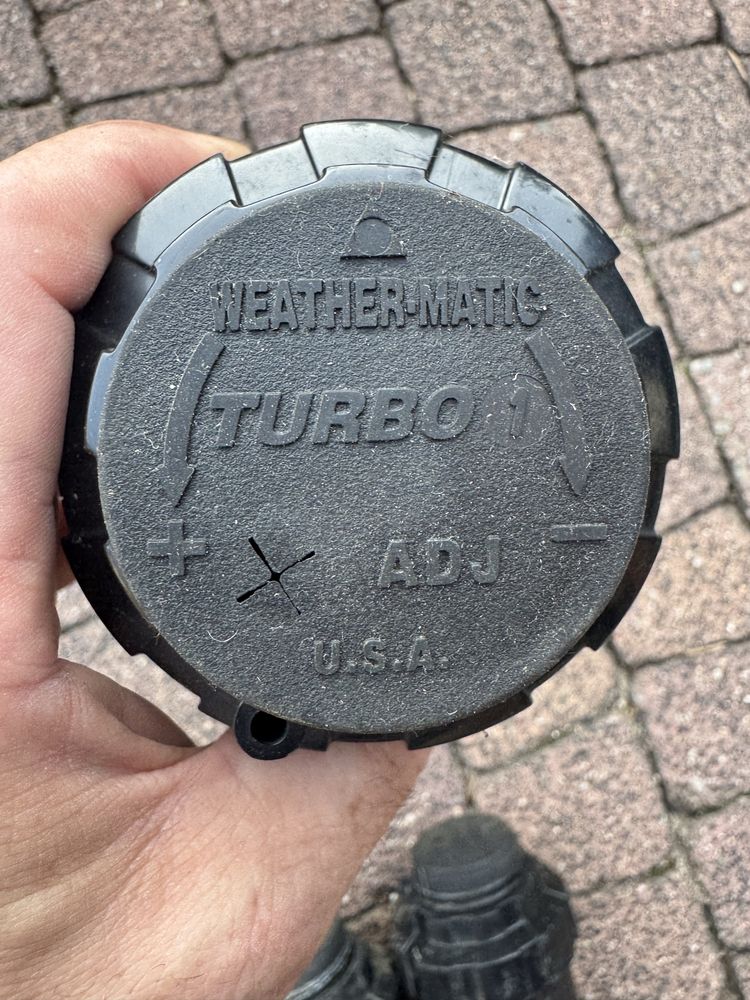 WEATHER-MATIC
TURBO 1
+ ADJ -
U.S.A.